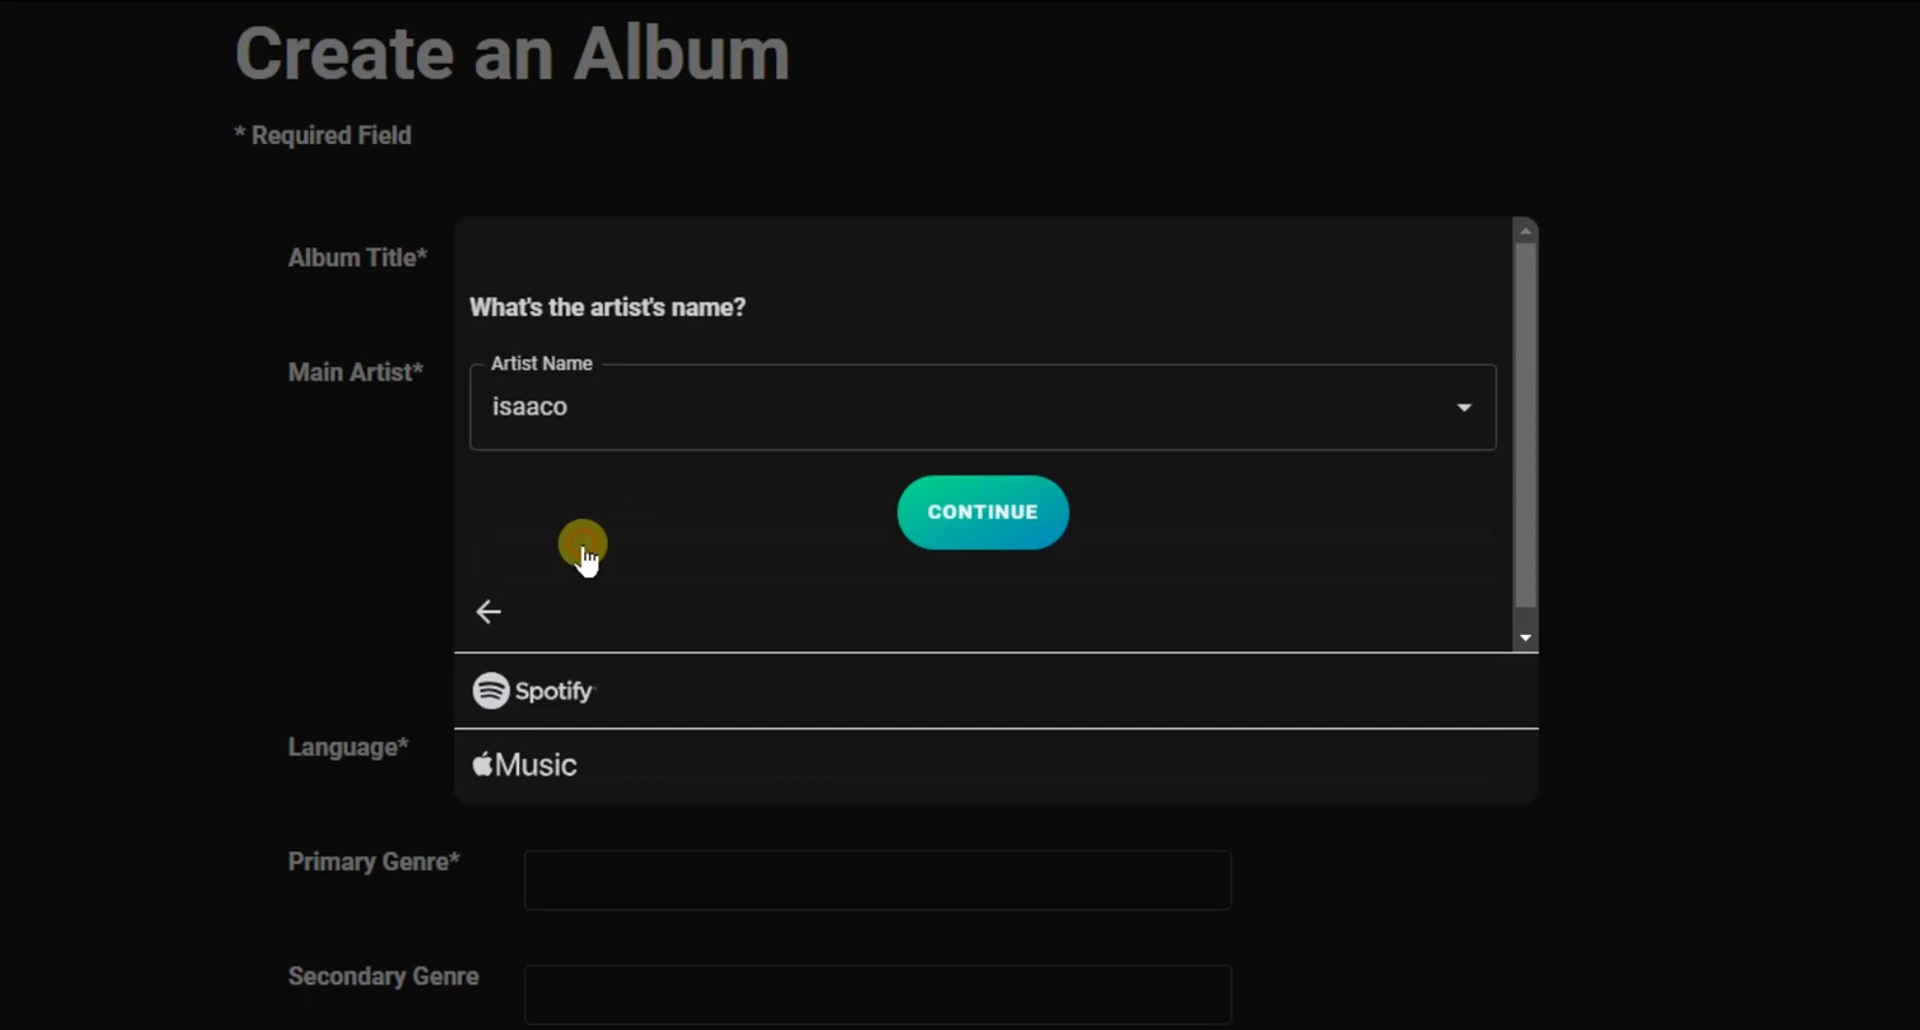 Create an Album
* Required Field
Album Title*
What's the artist's name?
Main Artist*
Artist Name
isaaco
CONTINUE
Spotify
Language*
Music
Primary Genre*
Secondary Genre